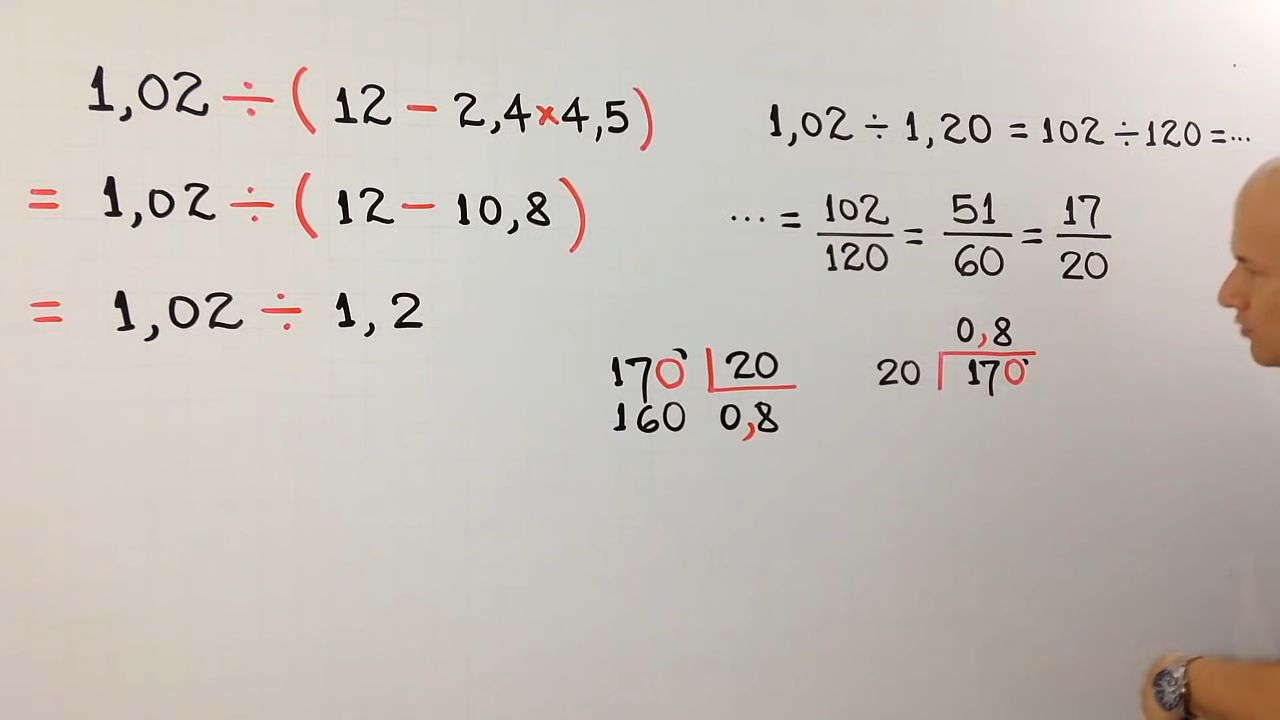 1,02 ÷ ( 12 − 2,4×4,5)
= 1,02 ÷ ( 12 − 10,8 )
= 1,02 ÷ 1,2
1,02 ÷ 1,20 = 102 ÷ 120 = ...
... = 102/120 = 51/60 = 17/20
170 20
160 0,8
0,8
20 170